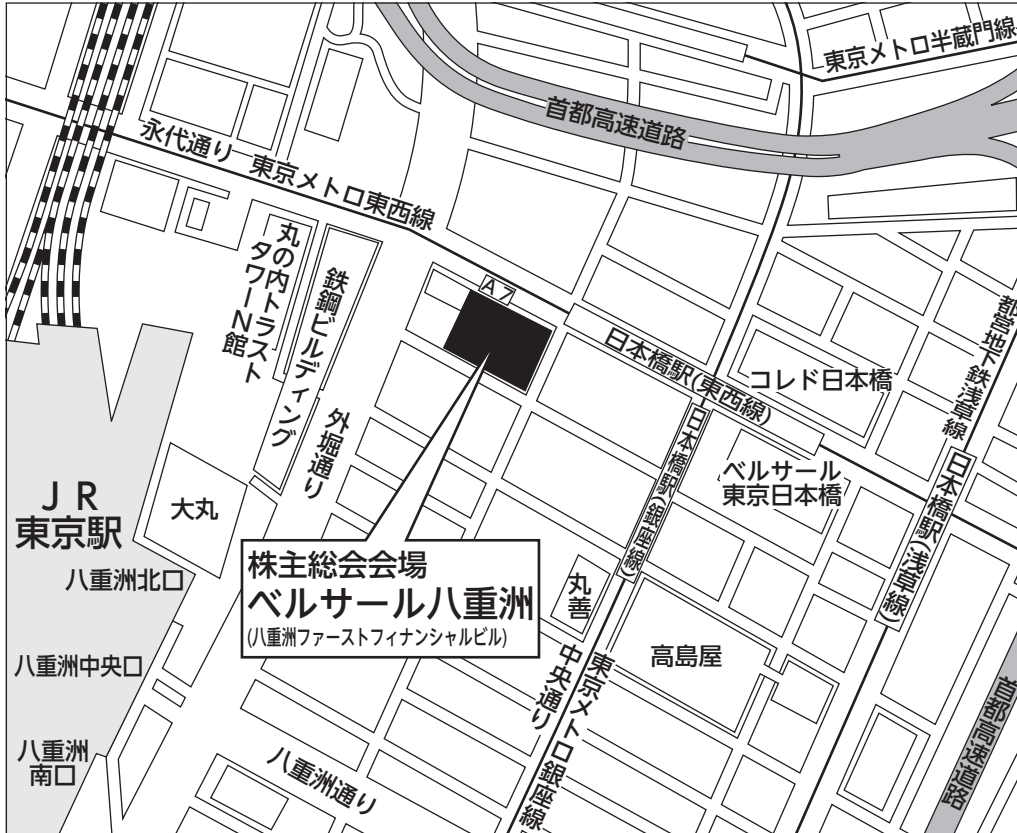 東京メトロ半蔵門線
首都高速道路
永代通り 東京メトロ東西線
丸の内トラスト
タワーN館
鉄鋼ビルディング
外堀通り
A7
日本橋駅(東西線)
コレド日本橋
都営地下鉄浅草線
日本橋駅(銀座線)
ベルサール
東京日本橋
日本橋駅(浅草線)
JR
東京駅
大丸
八重洲北口
株主総会会場
ベルサール八重洲
(八重洲ファーストフィナンシャルビル)
丸善
高島屋
八重洲中央口
中央通り
東京メトロ銀座線
首都高速道路
八重洲
南口
八重洲通り